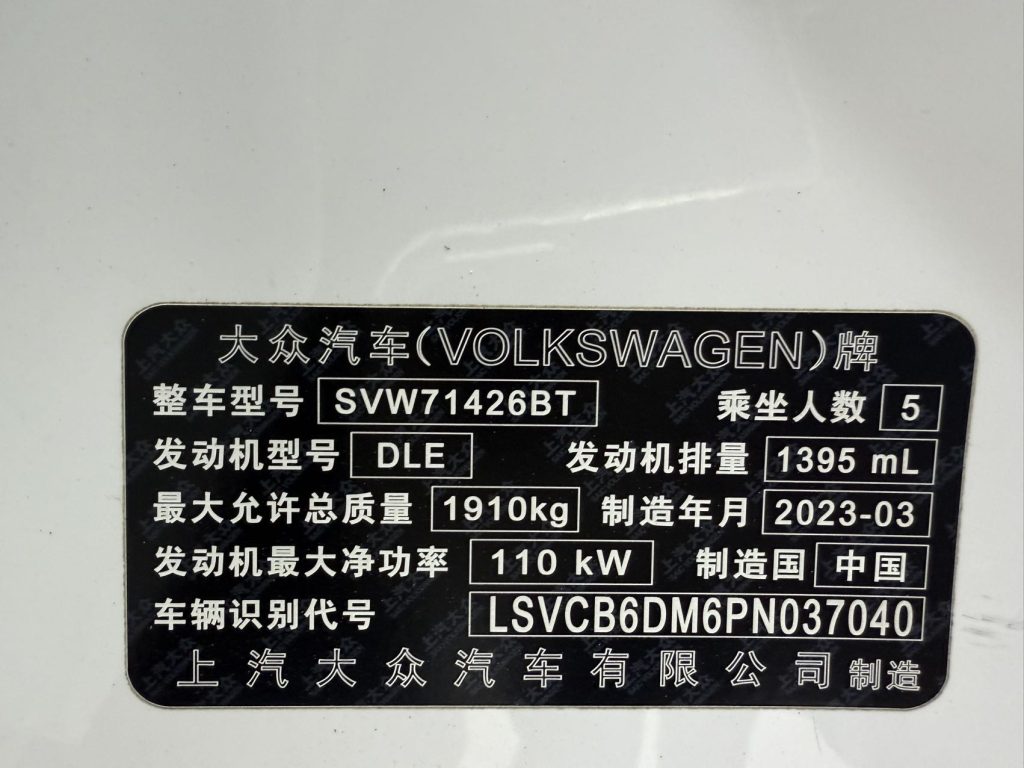 大众汽车(VOLKSWAGEN)牌
整车型号 SVW71426BT 乘坐人数 5
发动机型号 DLE 发动机排量 1395 mL
最大允许总质量 1910kg 制造年月 2023-03
发动机最大净功率 110 kW 制造国 中国
车辆识别代号 LSVCB6DM6PN037040
上汽大众汽车有限公司 制造